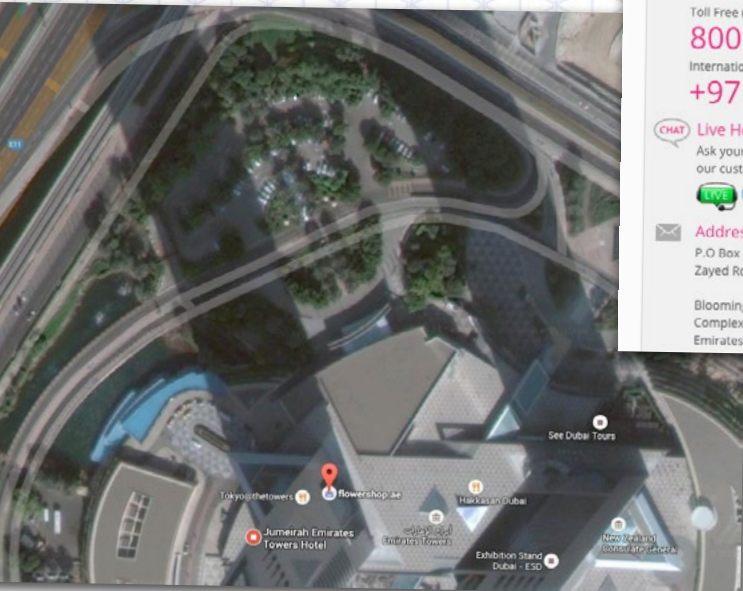 Toll Free
800
Internatio
+97
CHAT Live He
Ask your
our cust
LIVE
Addres
P.O Box
Zayed Ro
Blooming
Complex
Emirates
E11
See Dubai Tours
Tokyo@thetowers
flowershop.ae
Hakkasan Dubai
Jumeirah Emirates
Towers Hotel
أبراج الإمارات
Emirates Towers
New Zealand
Consulate General
Exhibition Stand
Dubai - ESD